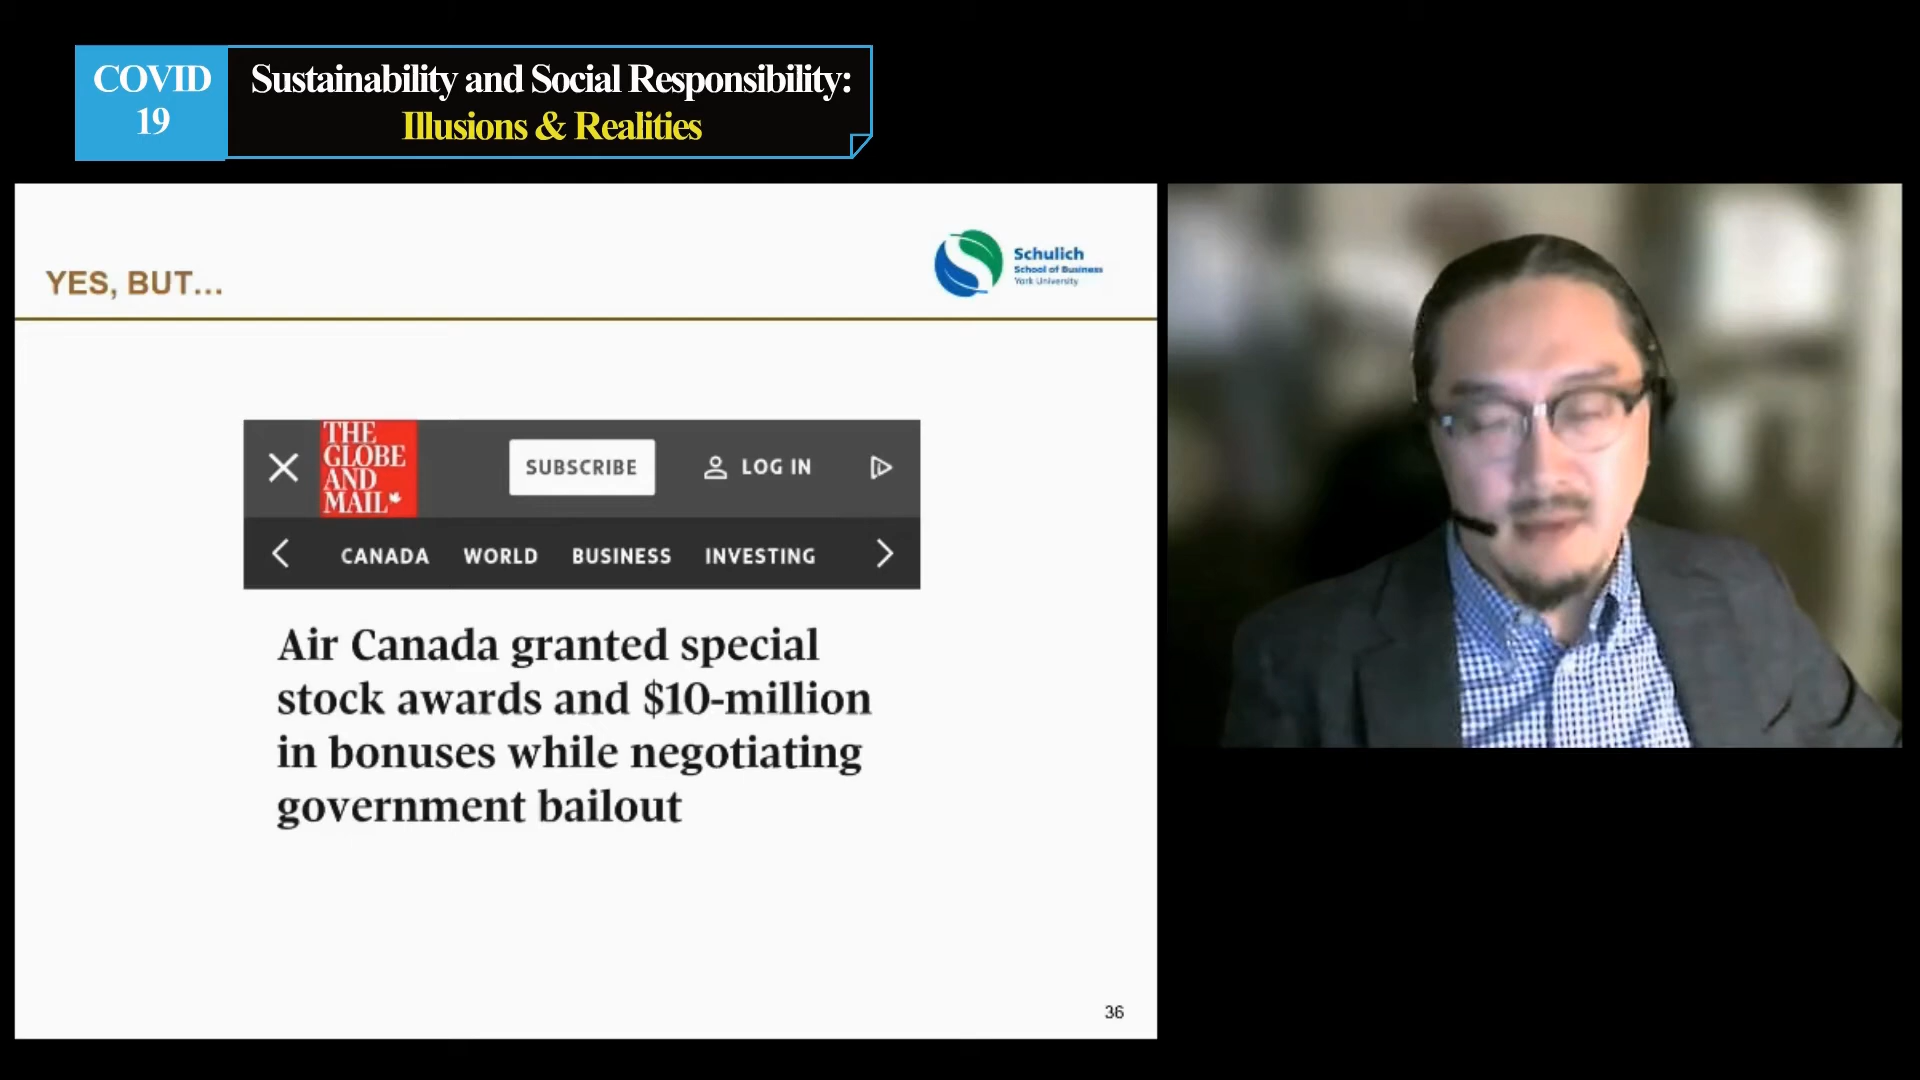 COVID
19
Sustainability and Social Responsibility:
Illusions & Realities
YES, BUT...
Schulich
School of Business
York University
THE
GLOBE
AND
MAIL
SUBSCRIBE
LOG IN
CANADA WORLD BUSINESS INVESTING
Air Canada granted special
stock awards and $10-million
in bonuses while negotiating
government bailout
36